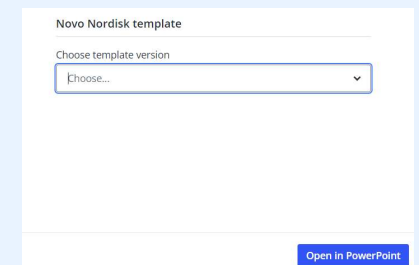 Novo Nordisk template
Choose template version
Choose...
Open in PowerPoint